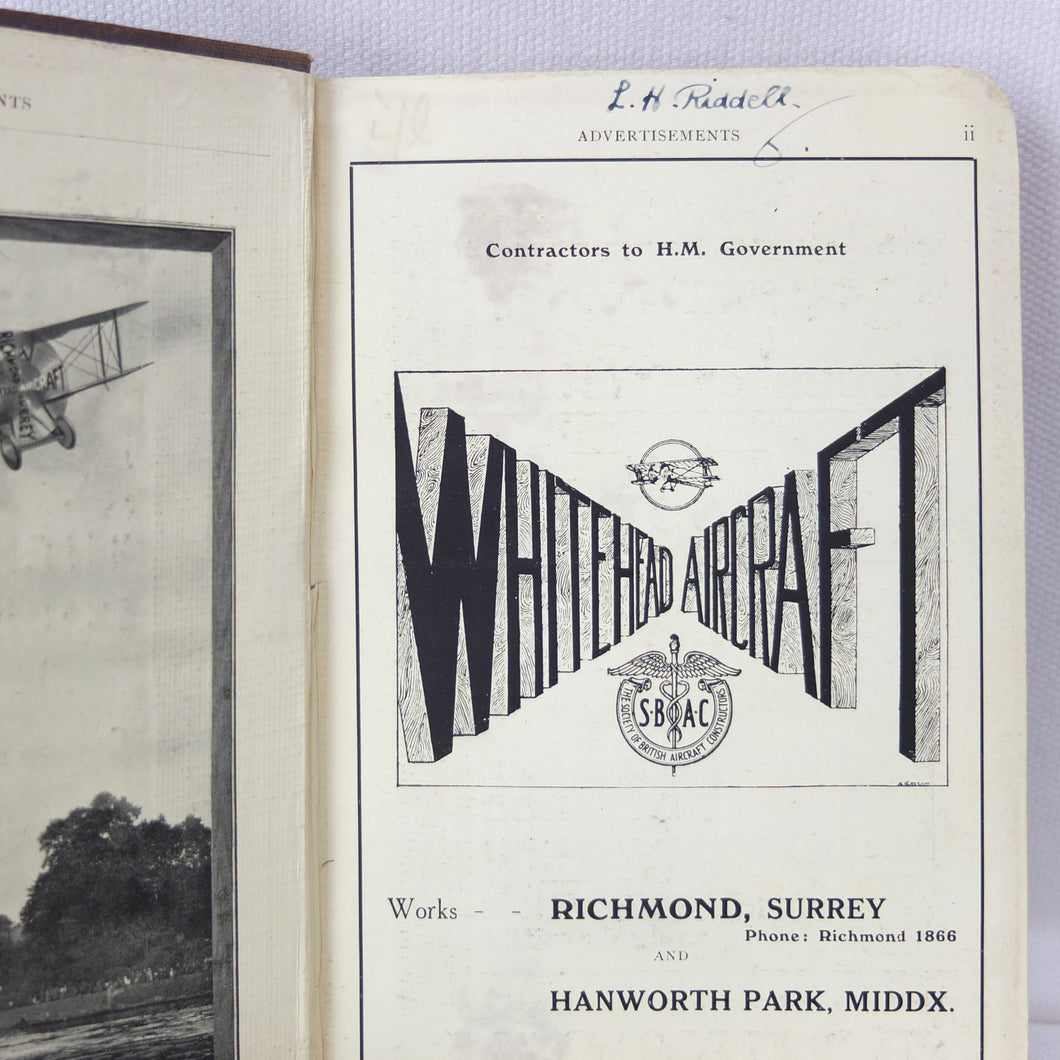 NTS
L. H. Riddell.
ADVERTISEMENTS ii
Contractors to H.M. Government
WHITEHEAD AIRCRAFT
THE SOCIETY OF BRITISH AIRCRAFT CONSTRUCTORS
S·B·A·C
Works - - RICHMOND, SURREY
Phone: Richmond 1866
AND
HANWORTH PARK, MIDDX.